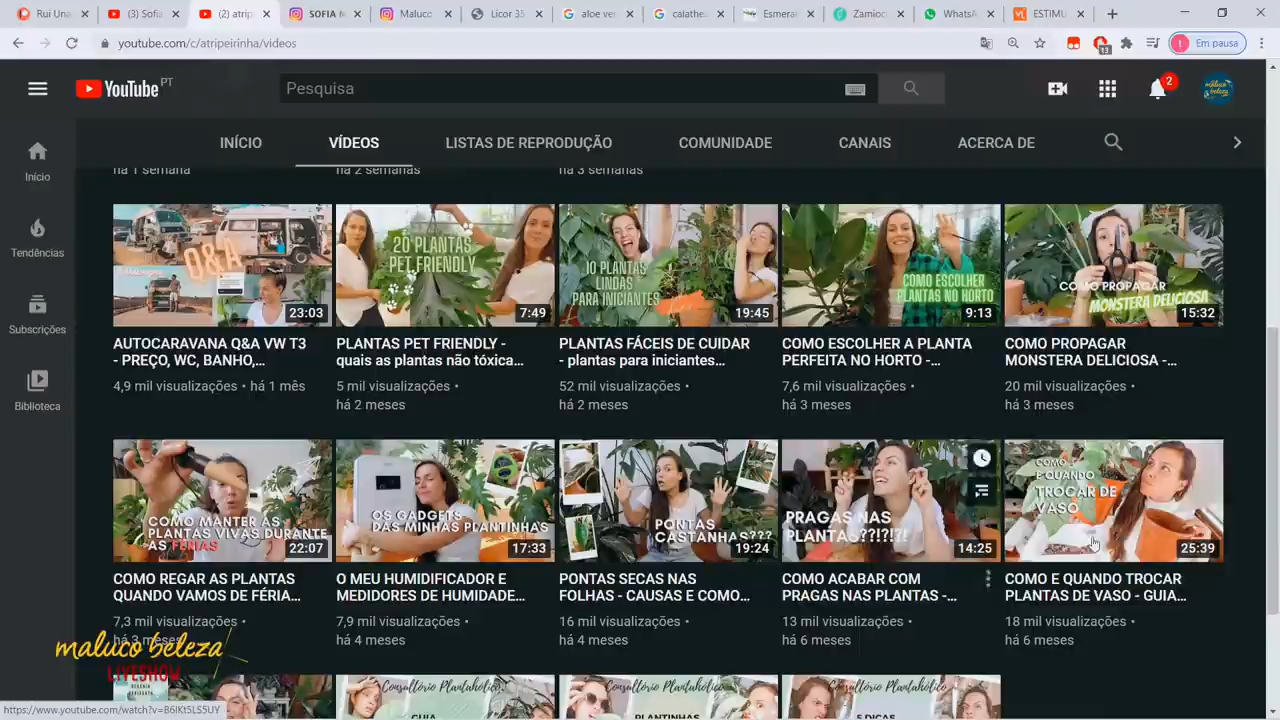 Rui Una
(3) Sofia
(2) atrip
SOFIA M
Maluco
Licor 35
aloe ver
calathea
Esmeral
Zamioc
WhatsA
ESTIMU
youtube.com/c/atripeirinha/videos
13
Em pausa
YouTube PT
Pesquisa
2
INÍCIO
VÍDEOS
LISTAS DE REPRODUÇÃO
COMUNIDADE
CANAIS
ACERCA DE
Início
Tendências
Subscrições
Biblioteca
há 1 semana
há 2 semanas
há 3 semanas
Q&A
23:03
20 PLANTAS
PET FRIENDLY
7:49
10 PLANTAS
LINDAS
PARA INICIANTES
19:45
COMO ESCOLHER
PLANTAS NO HORTO
9:13
COMO PROPAGAR
MONSTERA DELICIOSA
15:32
AUTOCARAVANA Q&A VW T3
- PREÇO, WC, BANHO,...
4,9 mil visualizações • há 1 mês
PLANTAS PET FRIENDLY -
quais as plantas não tóxica...
5 mil visualizações •
há 2 meses
PLANTAS FÁCEIS DE CUIDAR
- plantas para iniciantes...
52 mil visualizações •
há 2 meses
COMO ESCOLHER A PLANTA
PERFEITA NO HORTO -...
7,6 mil visualizações •
há 3 meses
COMO PROPAGAR
MONSTERA DELICIOSA -...
20 mil visualizações •
há 3 meses
COMO MANTER AS
PLANTAS VIVAS DURANTE
AS FÉRIAS
22:07
OS GADGETS
DAS MINHAS PLANTINHAS
17:33
PONTAS
CASTANHAS???
19:24
PRAGAS NAS
PLANTAS??!?!?!
14:25
COMO
E QUANDO
TROCAR DE
VASO
25:39
COMO REGAR AS PLANTAS
QUANDO VAMOS DE FÉRIA...
7,3 mil visualizações •
há 3 meses
O MEU HUMIDIFICADOR E
MEDIDORES DE HUMIDADE...
7,9 mil visualizações •
há 4 meses
PONTAS SECAS NAS
FOLHAS - CAUSAS E COMO...
16 mil visualizações •
há 4 meses
COMO ACABAR COM
PRAGAS NAS PLANTAS -...
13 mil visualizações •
há 6 meses
COMO E QUANDO TROCAR
PLANTAS DE VASO - GUIA...
18 mil visualizações •
há 6 meses
maluco beleza
LIVESHOW
Consultório Plantahólico
GUIA
Consultório Plantahólico
PLANTINHAS
Consultório Plantahólico
5 DICAS
https://www.youtube.com/watch?v=B6IKt5LS5UY